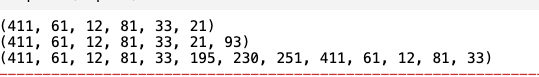 (411, 61, 12, 81, 33, 21)
(411, 61, 12, 81, 33, 21, 93)
(411, 61, 12, 81, 33, 195, 230, 251, 411, 61, 12, 81, 33)